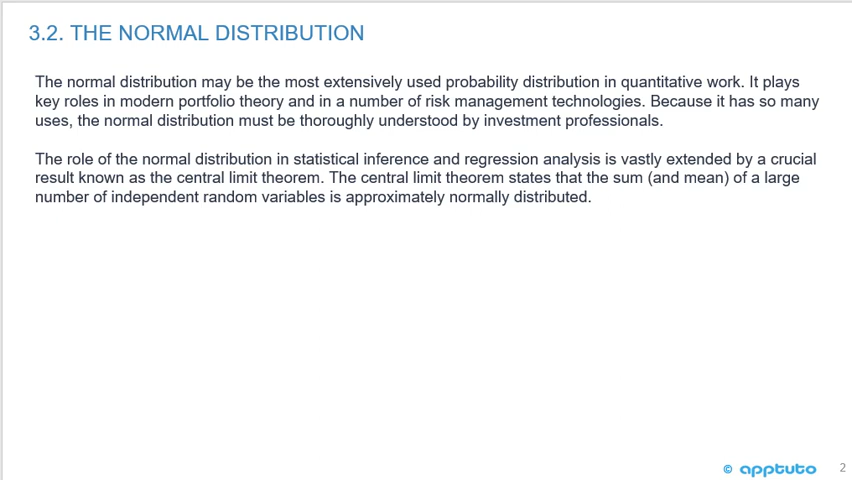 3.2. THE NORMAL DISTRIBUTION
The normal distribution may be the most extensively used probability distribution in quantitative work. It plays
key roles in modern portfolio theory and in a number of risk management technologies. Because it has so many
uses, the normal distribution must be thoroughly understood by investment professionals.
The role of the normal distribution in statistical inference and regression analysis is vastly extended by a crucial
result known as the central limit theorem. The central limit theorem states that the sum (and mean) of a large
number of independent random variables is approximately normally distributed.
© apptuto 2